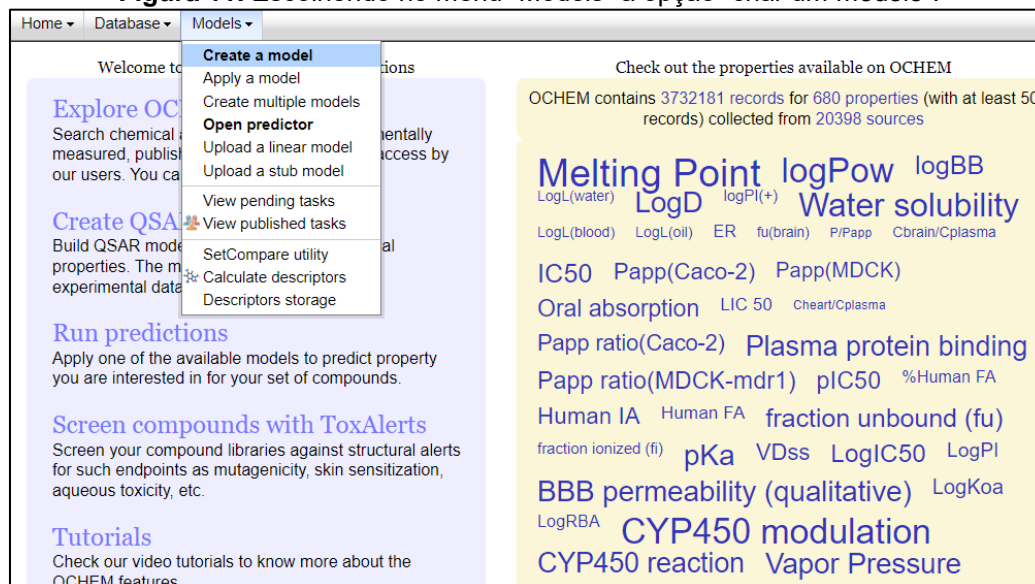 Home Database Models
Create a model
Apply a model
Create multiple models
Open predictor
Upload a linear model
Upload a stub model
View pending tasks
View published tasks
SetCompare utility
Calculate descriptors
Descriptors storage
Welcome to ions
Explore OC
Search chemical entally
measured, publish access by
our users. You ca
Create QSA
Build QSAR mode al
properties. The m
experimental data
Run predictions
Apply one of the available models to predict property
you are interested in for your set of compounds.
Screen compounds with ToxAlerts
Screen your compound libraries against structural alerts
for such endpoints as mutagenicity, skin sensitization,
aqueous toxicity, etc.
Tutorials
Check our video tutorials to know more about the
OCHEM features
Check out the properties available on OCHEM
OCHEM contains 3732181 records for 680 properties (with at least 50
records) collected from 20398 sources
Melting Point logPow logBB
LogL(water) LogD logPI(+) Water solubility
LogL(blood) LogL(oil) ER fu(brain) P/Papp Cbrain/Cplasma
IC50 Papp(Caco-2) Papp(MDCK)
Oral absorption LIC 50 Cheart/Cplasma
Papp ratio(Caco-2) Plasma protein binding
Papp ratio(MDCK-mdr1) pIC50 %Human FA
Human IA Human FA fraction unbound (fu)
fraction ionized (fi) pKa VDss LogIC50 LogPI
BBB permeability (qualitative) LogKoa
LogRBA CYP450 modulation
CYP450 reaction Vapor Pressure